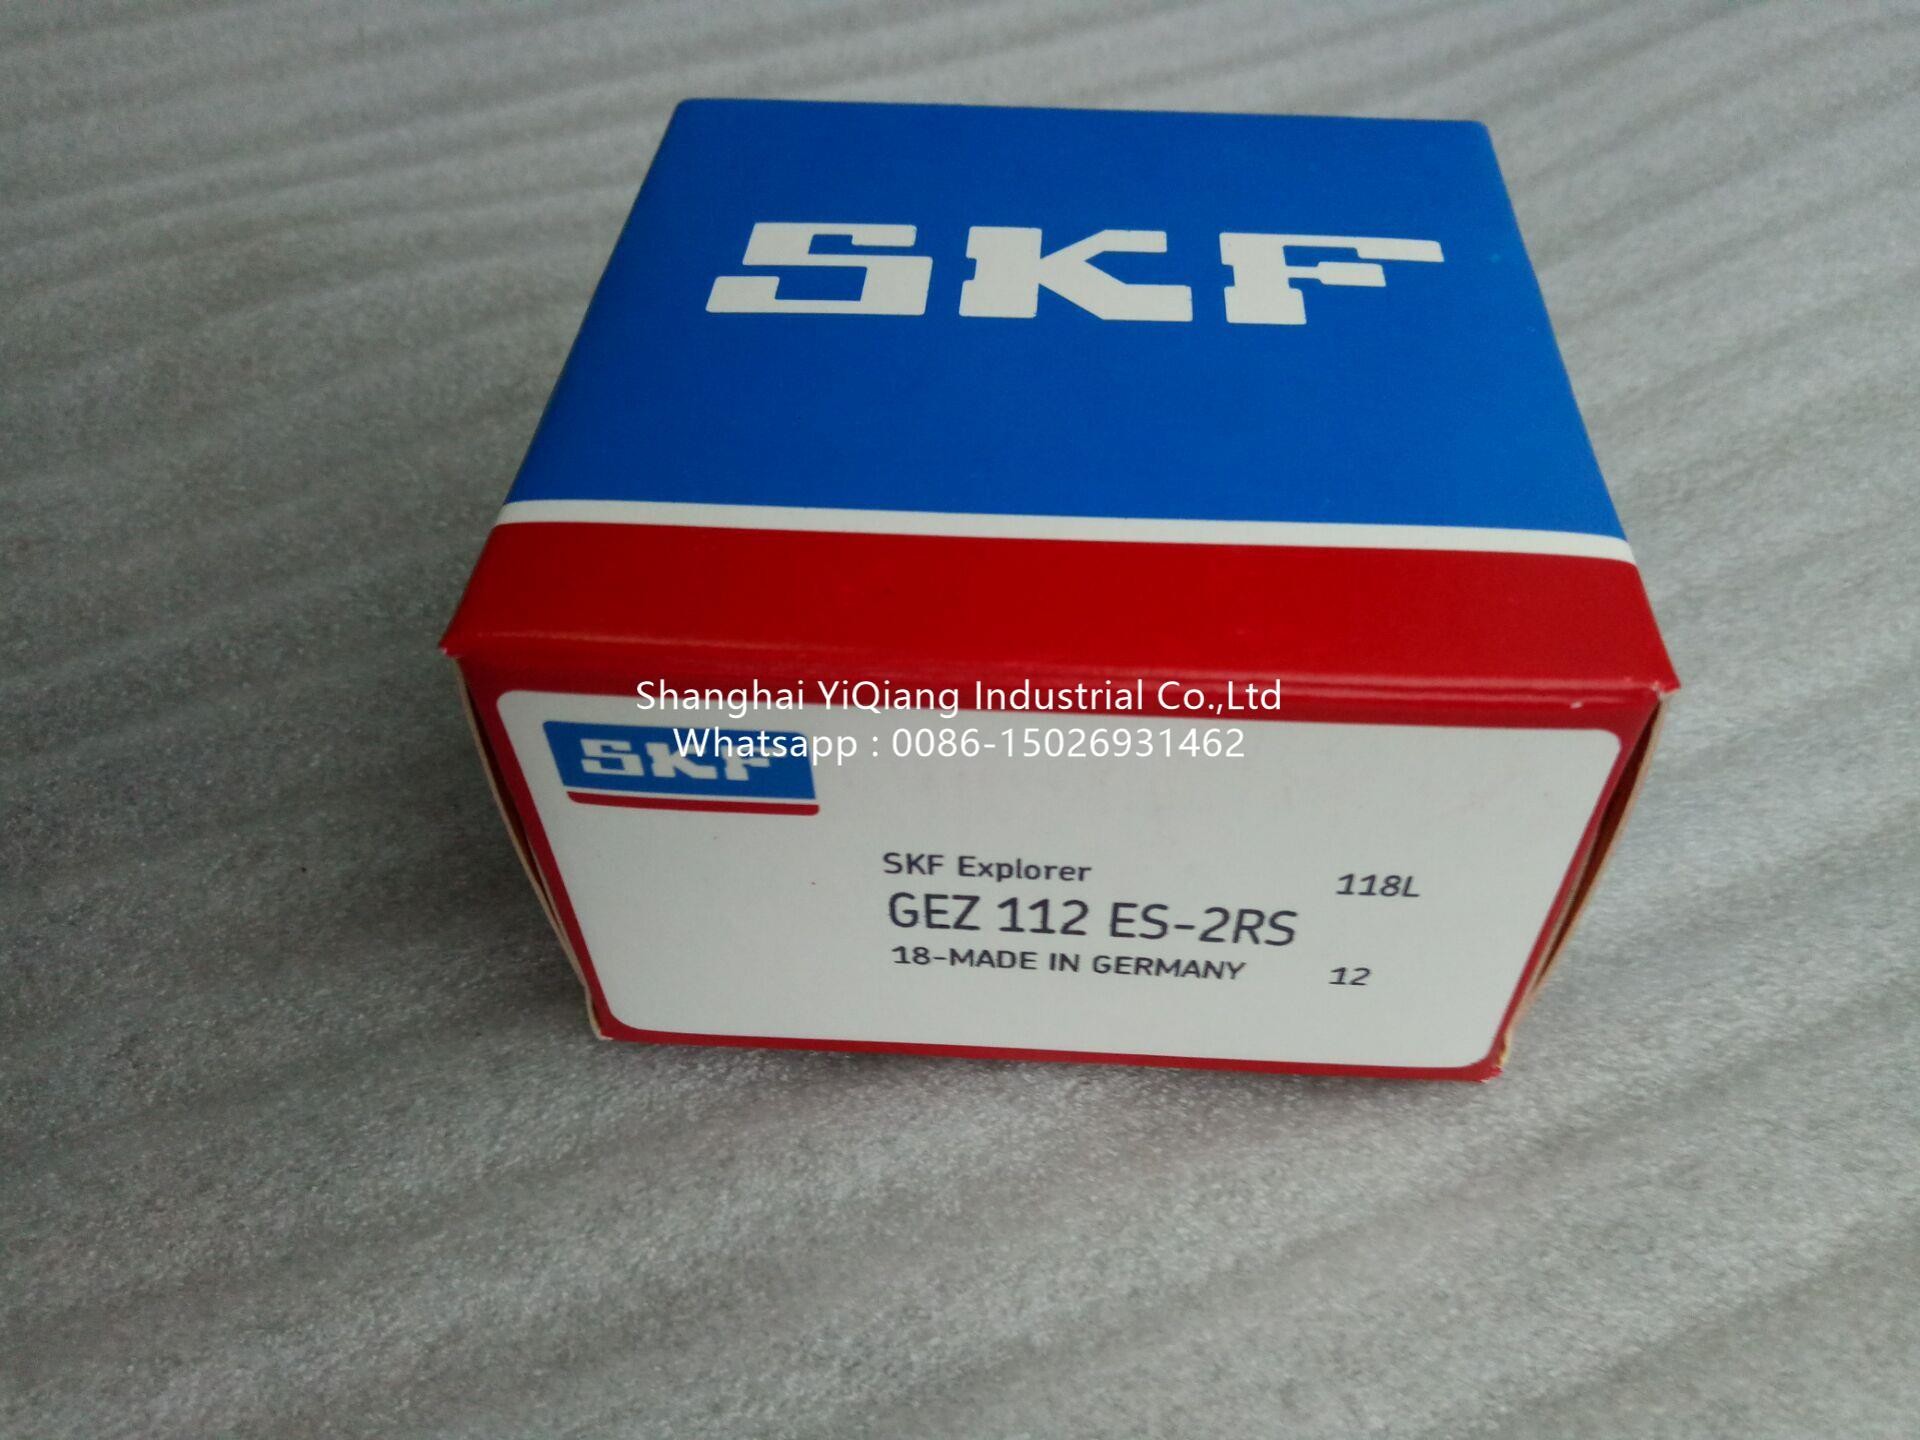 SKF
Shanghai YiQiang Industrial Co.,Ltd
Whatsapp : 0086-15026931462
SKF
SKF Explorer
118L
GEZ 112 ES-2RS
18-MADE IN GERMANY
12